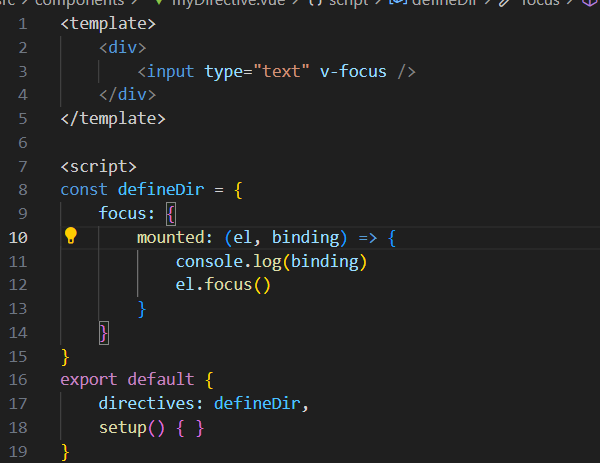 components > myDirective.vue > {} script > defineDir > focus >
1 <template>
2     <div>
3         <input type="text" v-focus />
4     </div>
5 </template>
6
7 <script>
8 const defineDir = {
9     focus: {
10         mounted: (el, binding) => {
11             console.log(binding)
12             el.focus()
13         }
14     }
15 }
16 export default {
17     directives: defineDir,
18     setup() { }
19 }